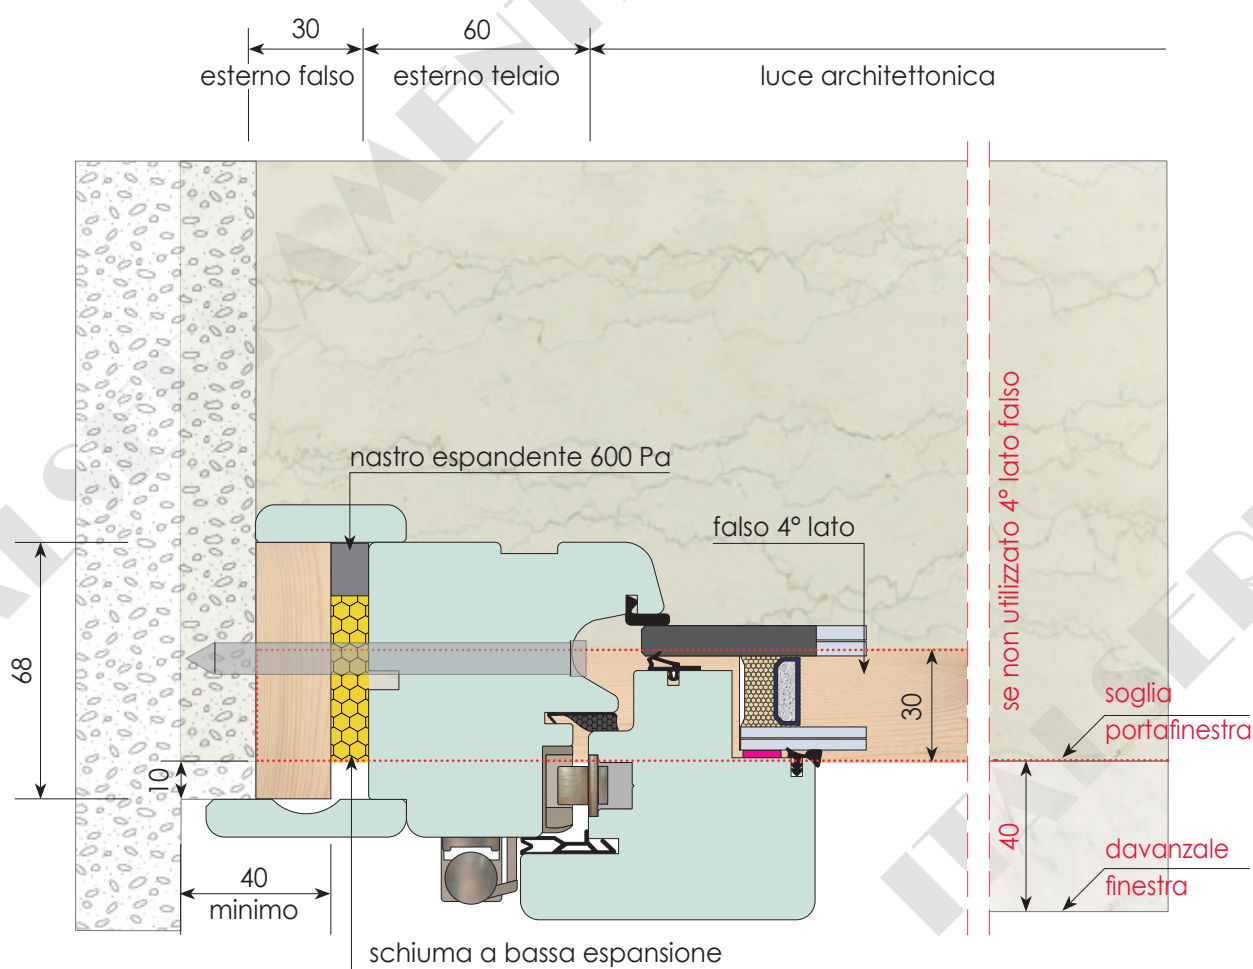 30
60
esterno falso
esterno telaio
luce architettonica
nastro espandente 600 Pa
falso 4° lato
se non utilizzato 4° lato falso
68
30
soglia
portafinestra
10
40
minimo
40
davanzale
finestra
schiuma a bassa espansione
ITALSERRAMENTI